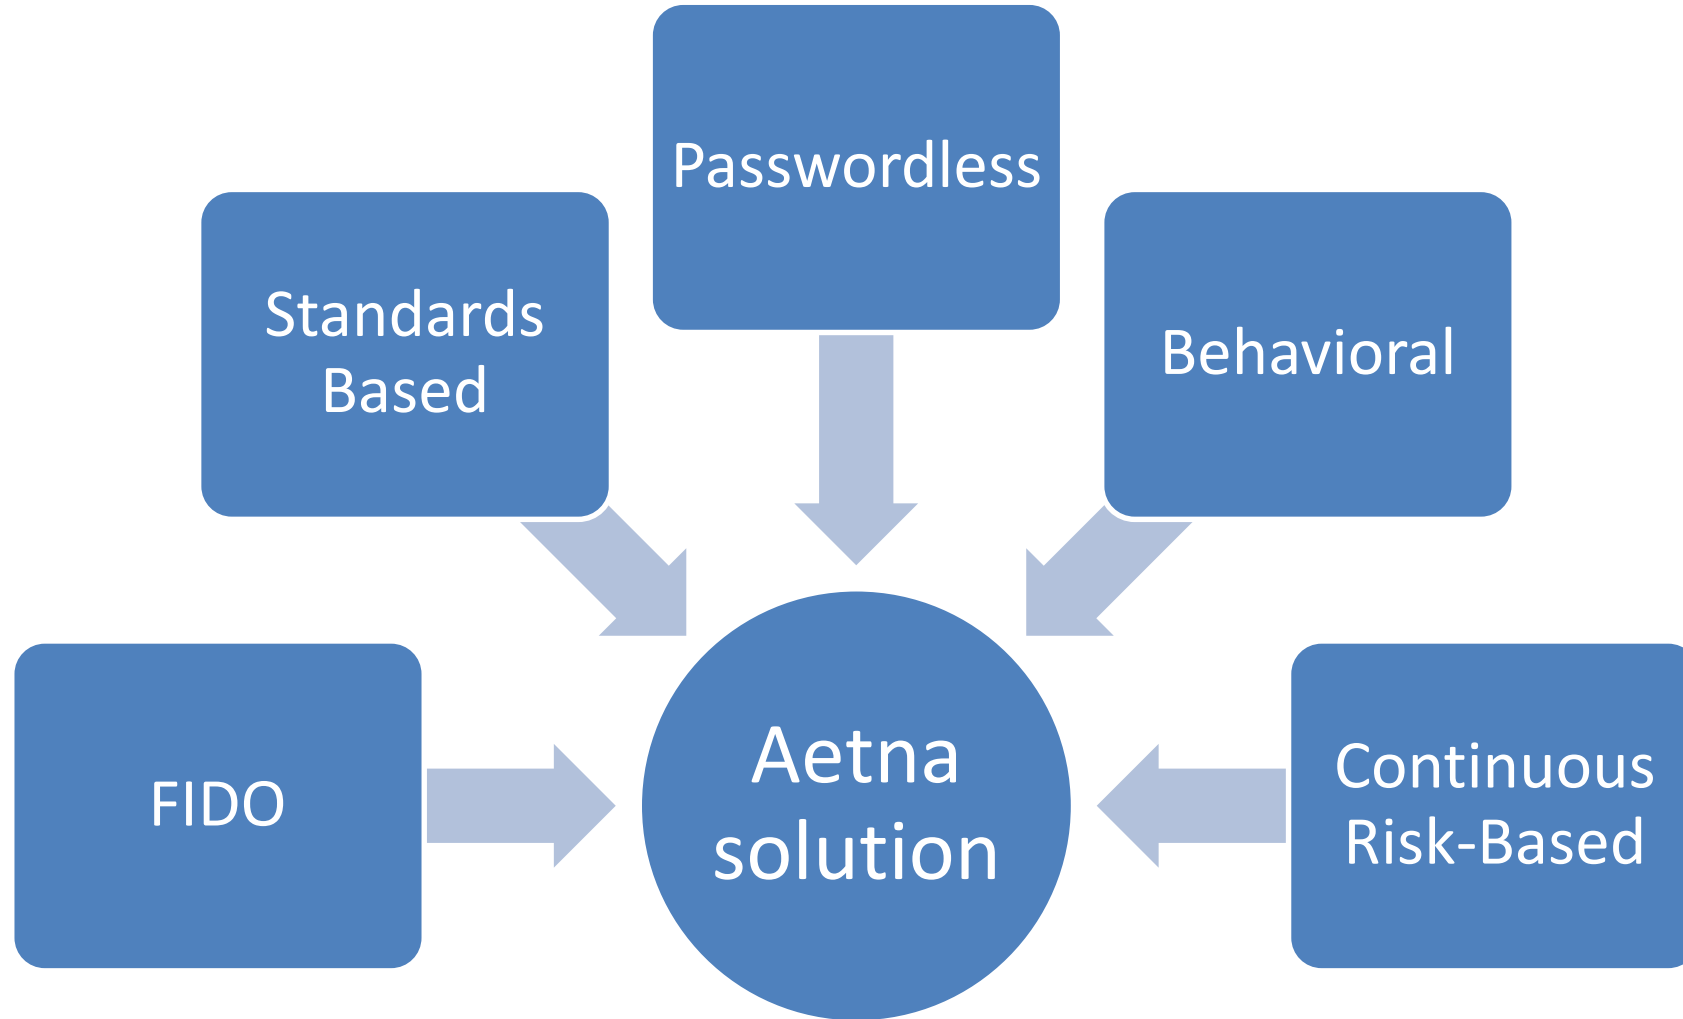 Passwordless
Standards
Based
Behavioral
FIDO
Aetna
solution
Continuous
Risk-Based